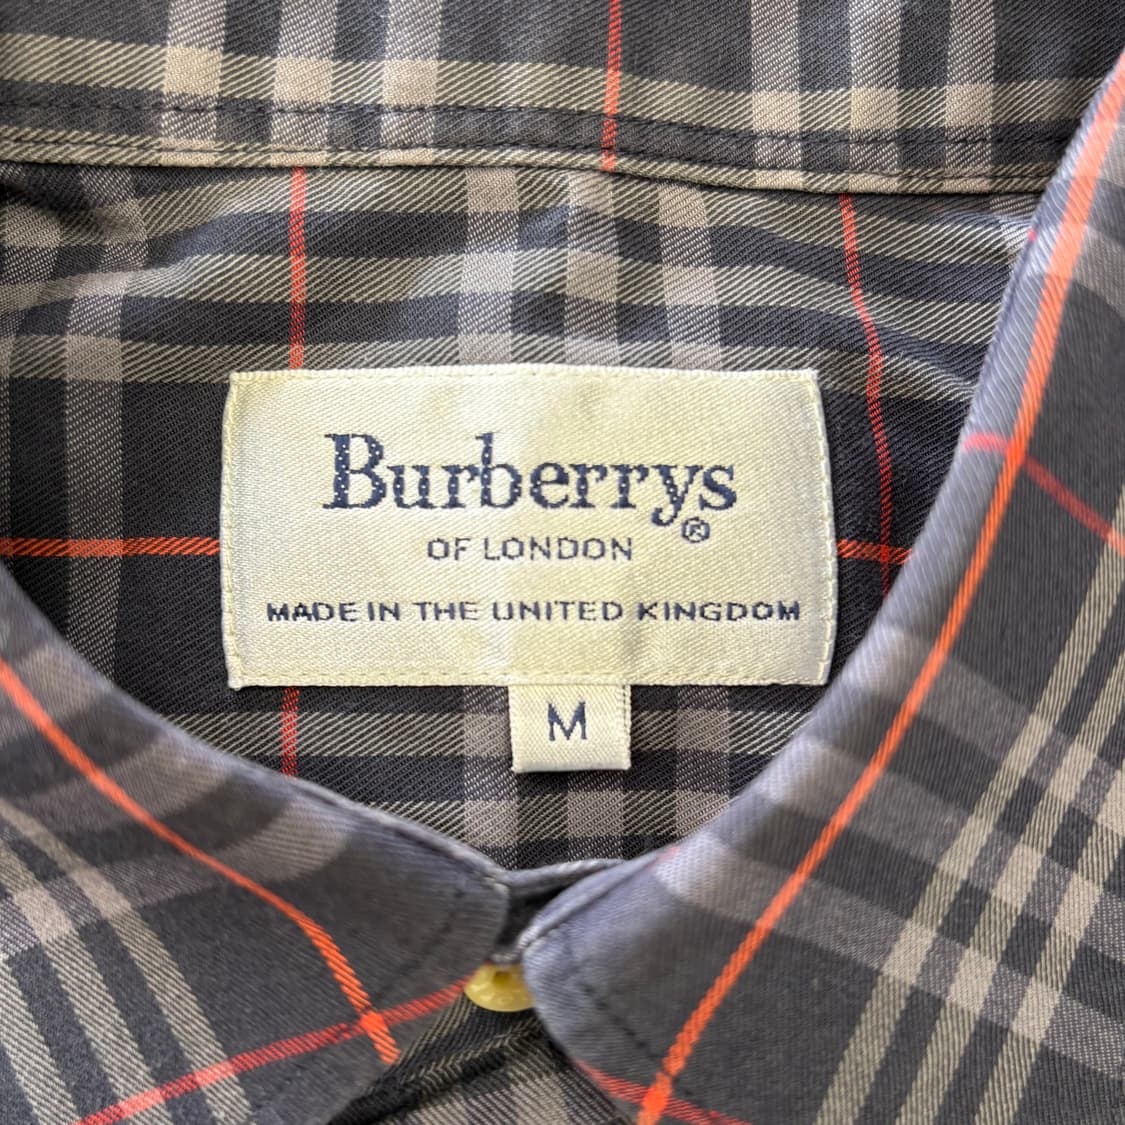 Burberrys®
OF LONDON
MADE IN THE UNITED KINGDOM
M